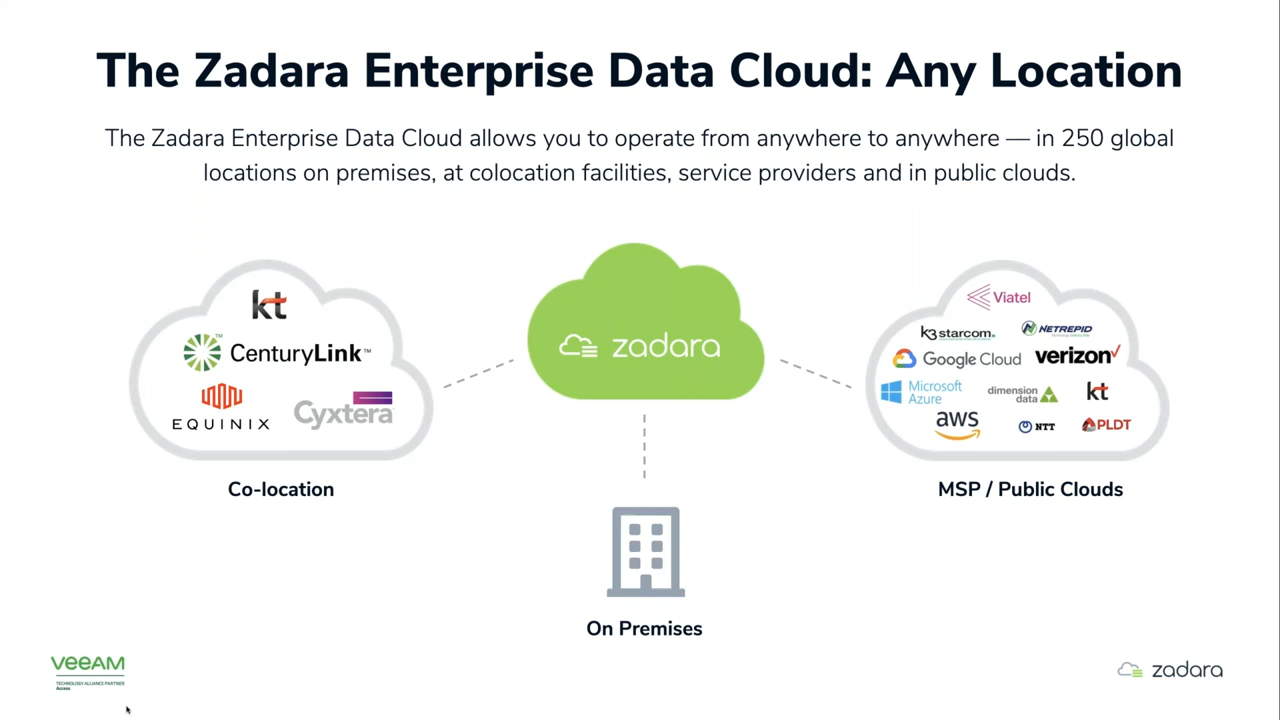 The Zadara Enterprise Data Cloud: Any Location
The Zadara Enterprise Data Cloud allows you to operate from anywhere to anywhere — in 250 global
locations on premises, at colocation facilities, service providers and in public clouds.
kt
CenturyLink™
EQUINIX
Cyxtera
Co-location
zadara
On Premises
Viatel
k3 starcom.
NETREPID
Google Cloud
verizon✓
Microsoft
Azure
dimension
data
kt
aws
NTT
PLDT
MSP / Public Clouds
veeAM
TECHNOLOGY ALLIANCE PARTNER
Access
zadara